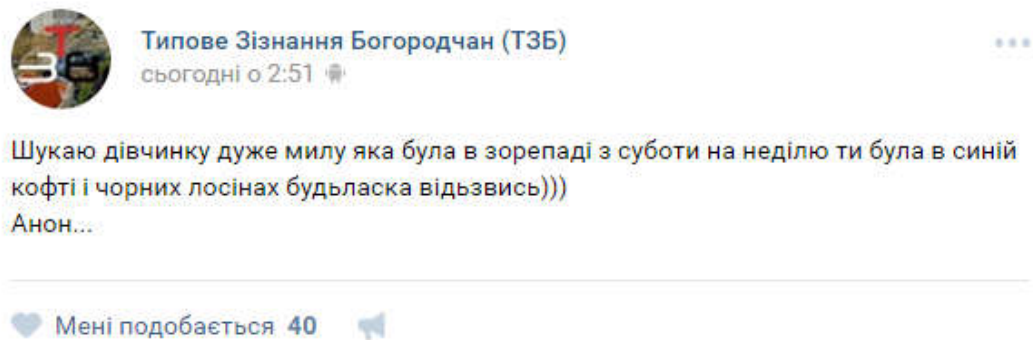 Типове Зізнання Богородчан (ТЗБ)
сьогодні о 2:51
Шукаю дівчинку дуже милу яка була в зорепаді з суботи на неділю ти була в синій
кофті і чорних лосінах будьласка відьзвись)))
Анон...
Мені подобається 40